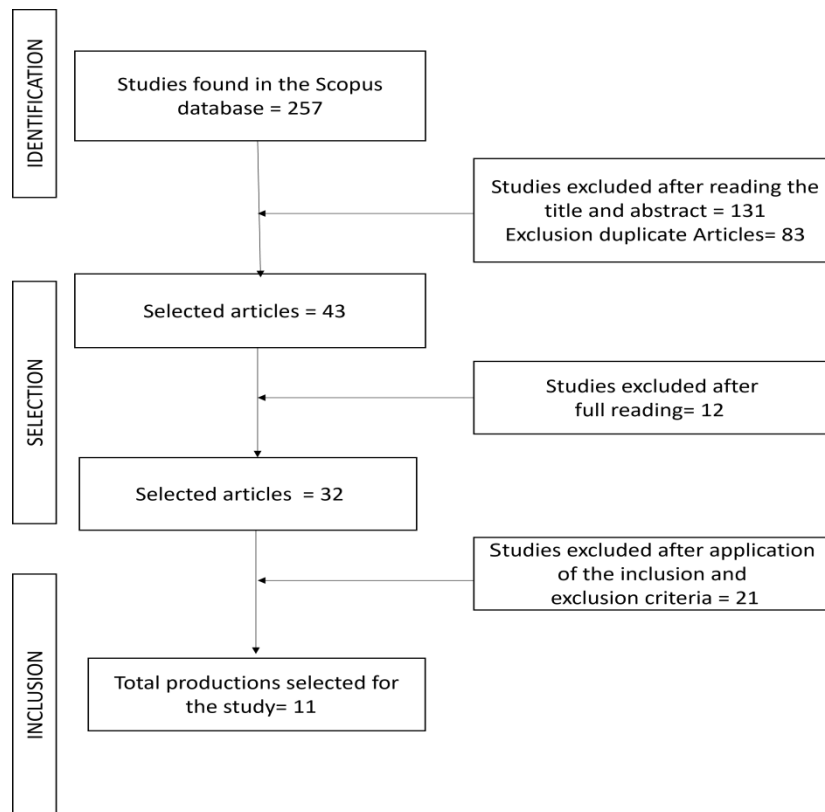 IDENTIFICATION
Studies found in the Scopus
database = 257
Studies excluded after reading the
title and abstract = 131
Exclusion duplicate Articles= 83
SELECTION
Selected articles = 43
Studies excluded after
full reading= 12
Selected articles = 32
Studies excluded after application
of the inclusion and
exclusion criteria = 21
INCLUSION
Total productions selected for
the study= 11